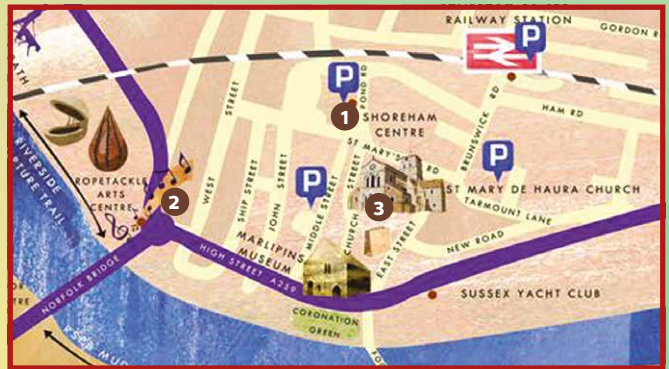 RAILWAY STATION
GORDON RD
P
P
POND RD
1
SHOREHAM
CENTRE
HAM RD
BRUNSWICK RD
STREET
WEST
ST MARY'S RD
P
P
ST MARY DE HAURA CHURCH
TARMOUNT LANE
RIVERSIDE
TRAIL
ROPETACKLE
ARTS
CENTRE
2
3
SHIP STREET
JOHN STREET
MIDDLE STREET
CHURCH STREET
EAST STREET
NEW ROAD
MARLIPINS
MUSEUM
HIGH STREET A259
NORFOLK BRIDGE
SUSSEX YACHT CLUB
CORONATION
GREEN